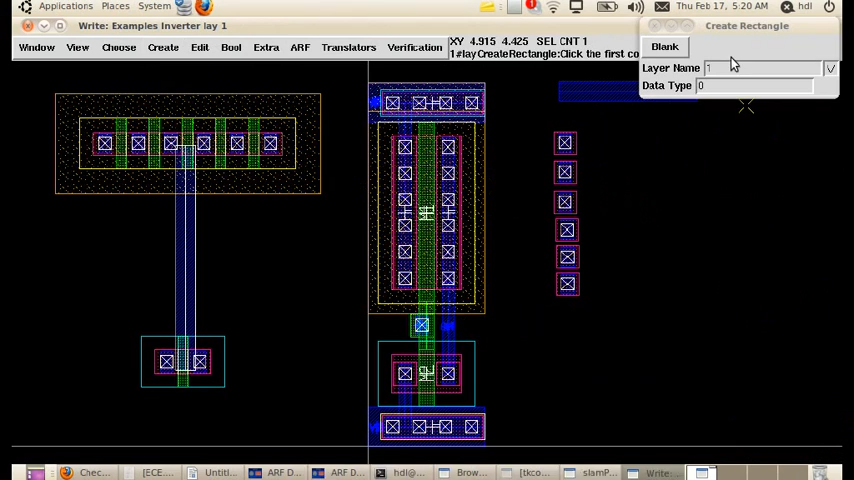 Applications Places System
1
12 °C
Thu Feb 17, 5:20 AM
hdl
Write: Examples Inverter lay 1
Create Rectangle
Window View Choose Create Edit Bool Extra ARF Translators Verification
XY 4.915 4.425 SEL CNT 1
1#layCreateRectangle:Click the first co
Blank
Layer Name 1
Data Type 0
Chec...
[ECE....
Untitl...
ARF D...
ARF D...
hdl@...
Brow...
[tkco...
slamP...
Write:...